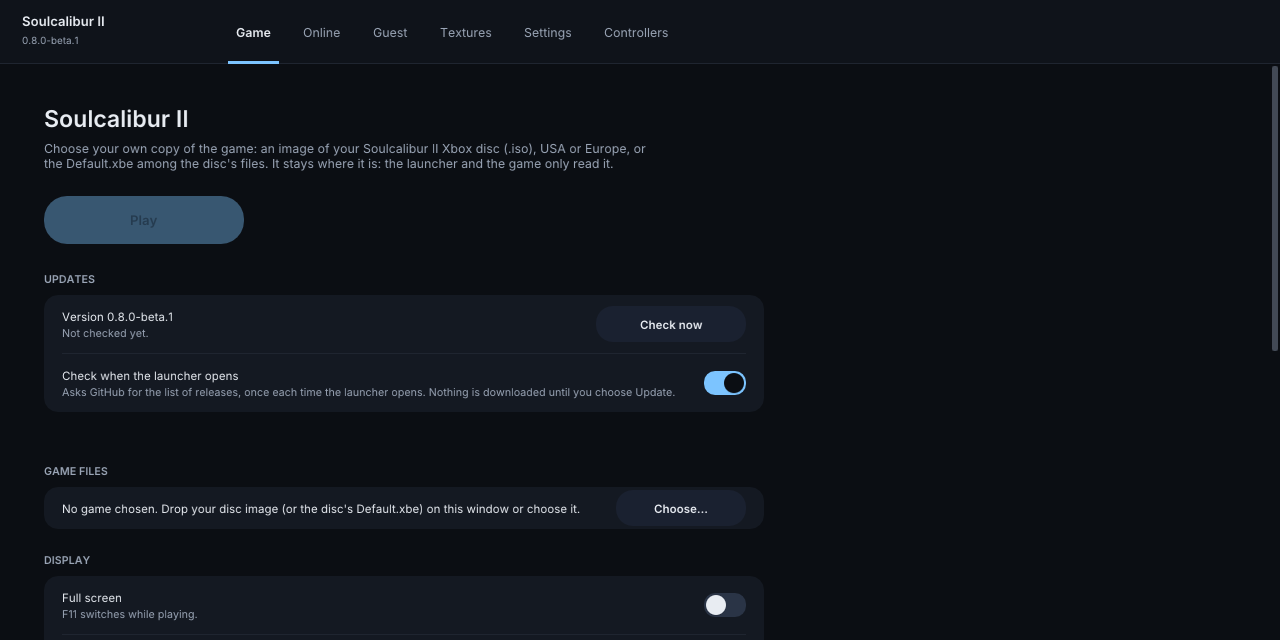 Soulcalibur II
0.8.0-beta.1
Game
Online
Guest
Textures
Settings
Controllers
Soulcalibur II
Choose your own copy of the game: an image of your Soulcalibur II Xbox disc (.iso), USA or Europe, or
the Default.xbe among the disc's files. It stays where it is: the launcher and the game only read it.
Play
UPDATES
Version 0.8.0-beta.1
Not checked yet.
Check now
Check when the launcher opens
Asks GitHub for the list of releases, once each time the launcher opens. Nothing is downloaded until you choose Update.
GAME FILES
No game chosen. Drop your disc image (or the disc's Default.xbe) on this window or choose it.
Choose...
DISPLAY
Full screen
F11 switches while playing.